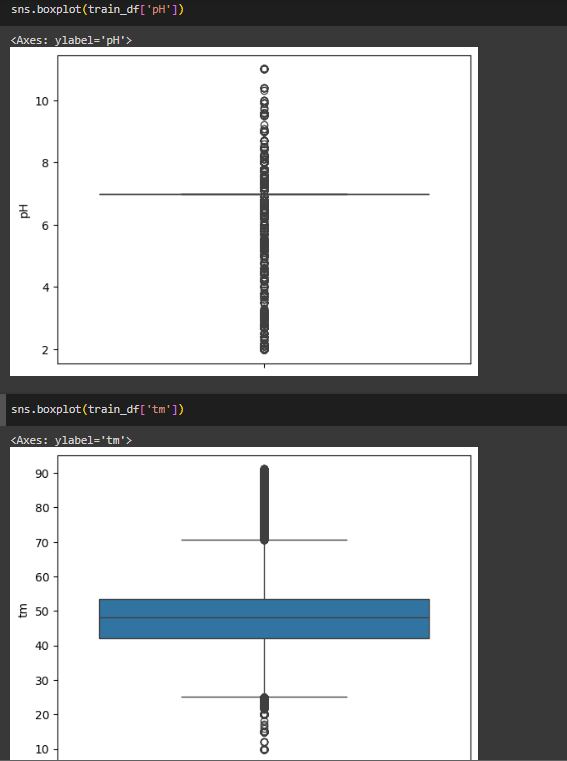 sns.boxplot(train_df['pH'])
<Axes: ylabel='pH'>
10
8
6
4
2
pH
sns.boxplot(train_df['tm'])
<Axes: ylabel='tm'>
90
80
70
60
50
40
30
20
10
tm